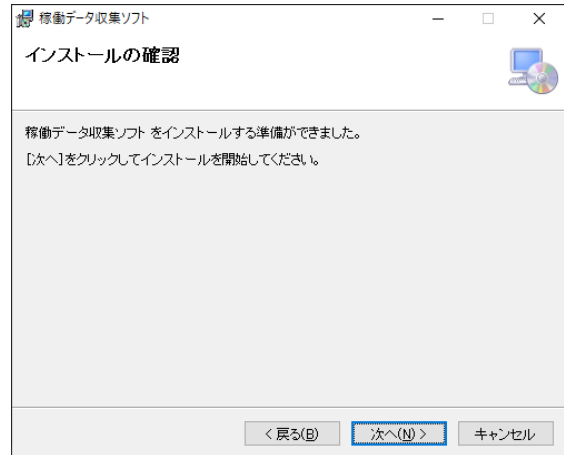 稼働データ収集ソフト
インストールの確認
稼働データ収集ソフト をインストールする準備ができました。
[次へ]をクリックしてインストールを開始してください。
< 戻る(B)
次へ(N) >
キャンセル